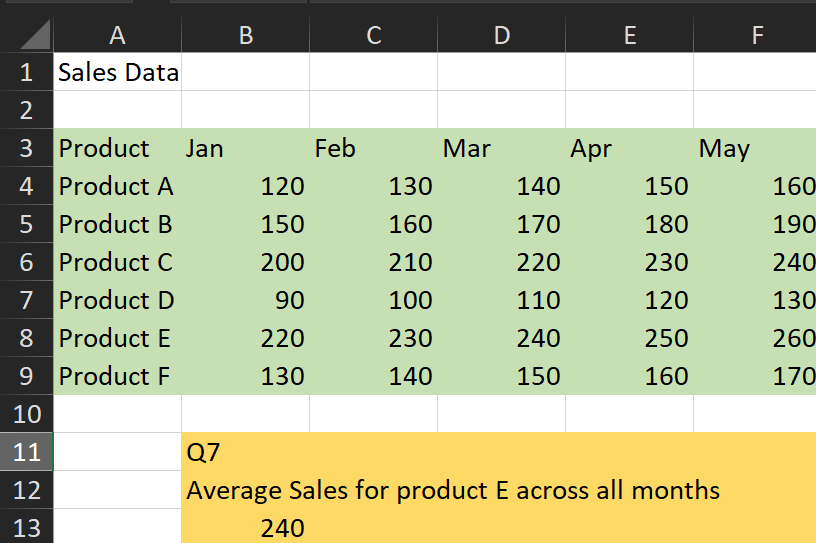 A B C D E F
1 Sales Data
2
3 Product Jan Feb Mar Apr May
4 Product A 120 130 140 150 160
5 Product B 150 160 170 180 190
6 Product C 200 210 220 230 240
7 Product D 90 100 110 120 130
8 Product E 220 230 240 250 260
9 Product F 130 140 150 160 170
10
11 Q7
12 Average Sales for product E across all months
13 240